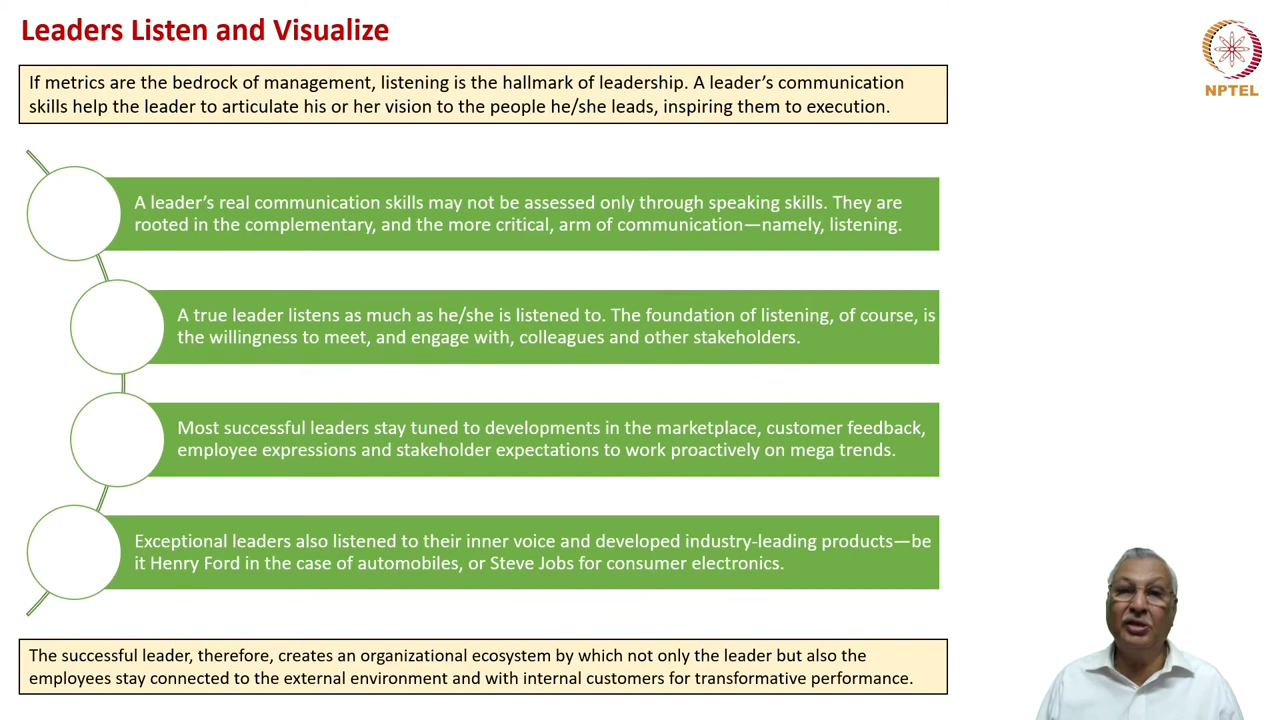 Leaders Listen and Visualize
NPTEL
If metrics are the bedrock of management, listening is the hallmark of leadership. A leader’s communication
skills help the leader to articulate his or her vision to the people he/she leads, inspiring them to execution.
A leader’s real communication skills may not be assessed only through speaking skills. They are
rooted in the complementary, and the more critical, arm of communication—namely, listening.
A true leader listens as much as he/she is listened to. The foundation of listening, of course, is
the willingness to meet, and engage with, colleagues and other stakeholders.
Most successful leaders stay tuned to developments in the marketplace, customer feedback,
employee expressions and stakeholder expectations to work proactively on mega trends.
Exceptional leaders also listened to their inner voice and developed industry-leading products—be
it Henry Ford in the case of automobiles, or Steve Jobs for consumer electronics.
The successful leader, therefore, creates an organizational ecosystem by which not only the leader but also the
employees stay connected to the external environment and with internal customers for transformative performance.